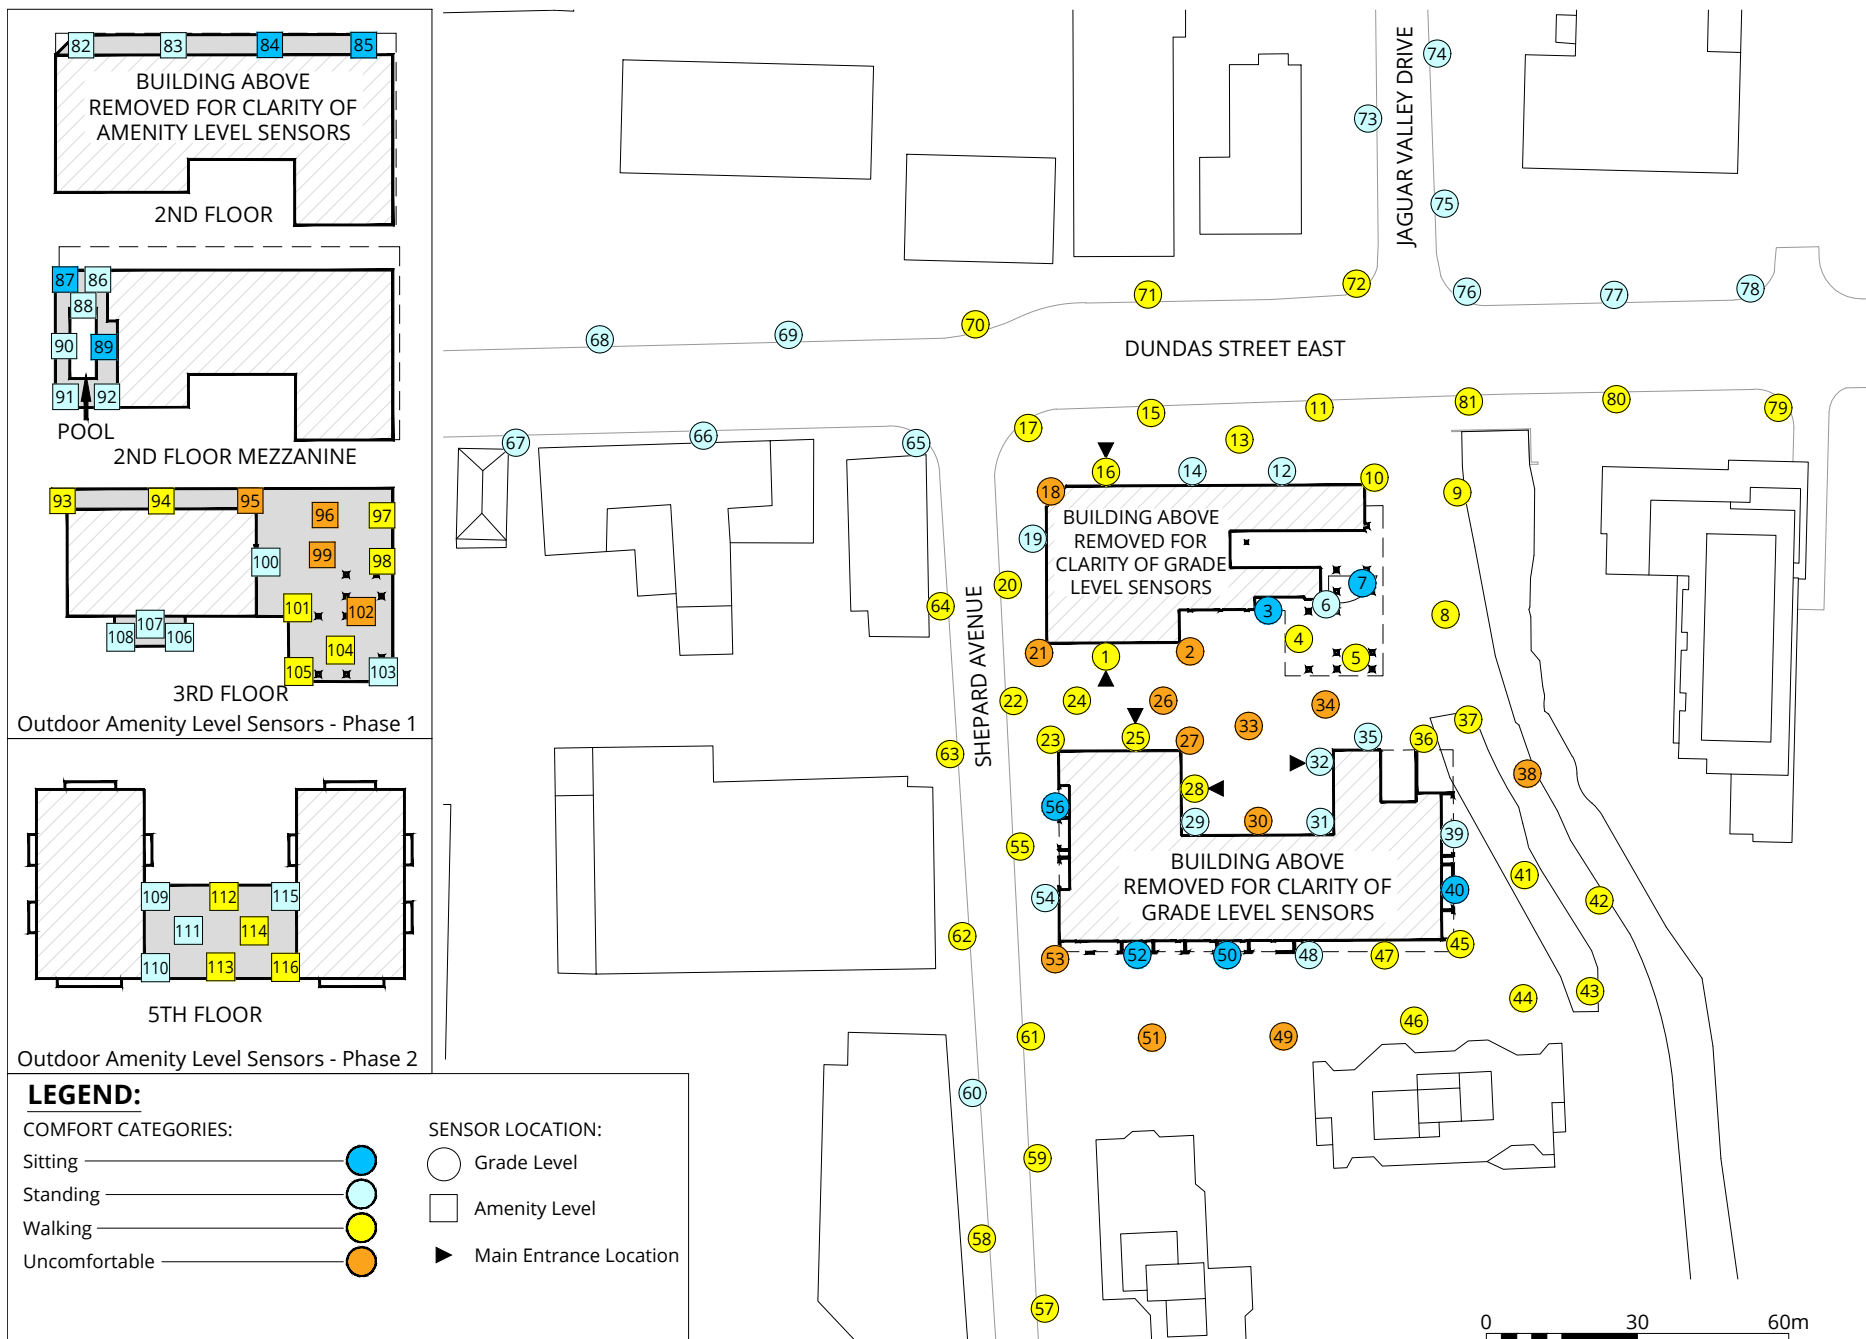 82 83 84 85
BUILDING ABOVE
REMOVED FOR CLARITY OF
AMENITY LEVEL SENSORS
2ND FLOOR
87 86
88
90 89
91 92
POOL
2ND FLOOR MEZZANINE
93 94 95 96 97
99 98
100
101 102
108 107 106
104
105 103
3RD FLOOR
Outdoor Amenity Level Sensors - Phase 1
109 112 115
111 114
110 113 116
5TH FLOOR
Outdoor Amenity Level Sensors - Phase 2
LEGEND:
COMFORT CATEGORIES:
Sitting
Standing
Walking
Uncomfortable
SENSOR LOCATION:
Grade Level
Amenity Level
Main Entrance Location
74
73
JAGUAR VALLEY DRIVE
75
72
71
76 77 78
70
69
68
DUNDAS STREET EAST
81 80 79
11
15
17
13
67 66 65
16 14 12 10
18 9
BUILDING ABOVE
REMOVED FOR
CLARITY OF GRADE
LEVEL SENSORS
19
20
7
64
3 6
8
4
SHEPARD AVENUE
21 1 2 5
22 24 26 34
33
37
23 25 27 35 36
63
32
38
28
56
29 30 31
39
55
BUILDING ABOVE
REMOVED FOR CLARITY OF
GRADE LEVEL SENSORS
41
40
54
42
62
45
53 52 50 48 47
44 43
46
61 51 49
60
59
58
57
0 30 60m